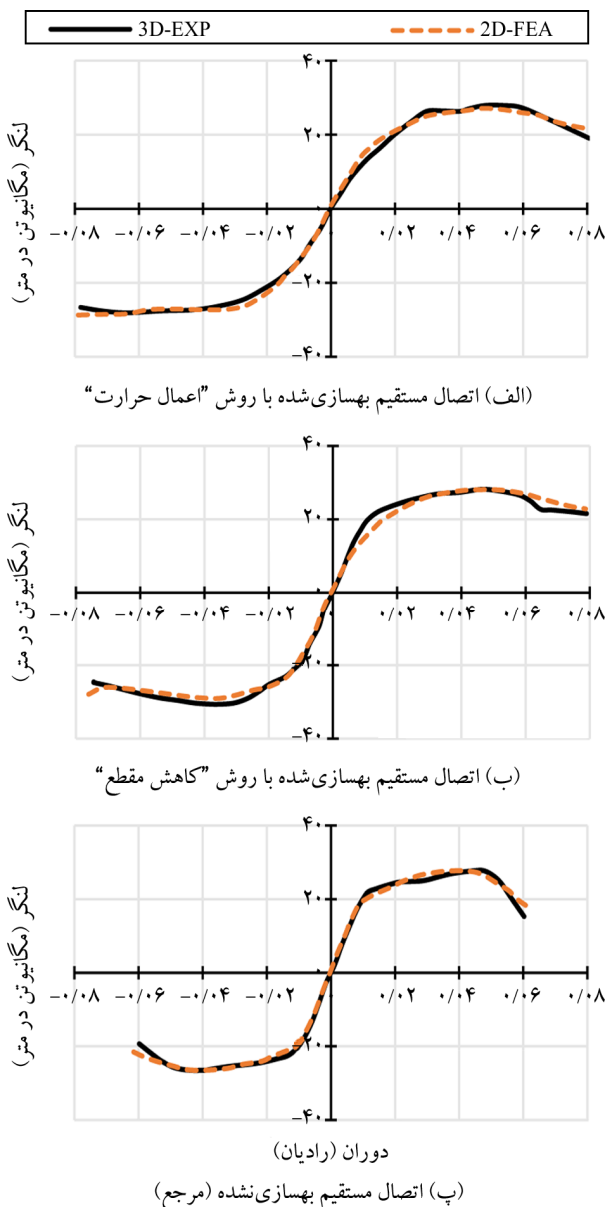 3D-EXP 2D-FEA
۴۰
۲۰
−۰/۰۸ −۰/۰۶ −۰/۰۴ −۰/۰۲ ۰ ۰/۰۲ ۰/۰۴ ۰/۰۶ ۰/۰۸
−۲۰
−۴۰
لنگر (مگانیوتن در متر)
(الف) اتصال مستقیم بهسازی‌شده با روش ”اعمال حرارت“
۴۰
۲۰
−۰/۰۸ −۰/۰۶ −۰/۰۴ −۰/۰۲ ۰ ۰/۰۲ ۰/۰۴ ۰/۰۶ ۰/۰۸
−۲۰
−۴۰
لنگر (مگانیوتن در متر)
(ب) اتصال مستقیم بهسازی‌شده با روش ”کاهش مقطع“
۴۰
۲۰
−۰/۰۸ −۰/۰۶ −۰/۰۴ −۰/۰۲ ۰ ۰/۰۲ ۰/۰۴ ۰/۰۶ ۰/۰۸
−۲۰
−۴۰
لنگر (مگانیوتن در متر)
دوران (رادیان)
(پ) اتصال مستقیم بهسازی‌نشده (مرجع)